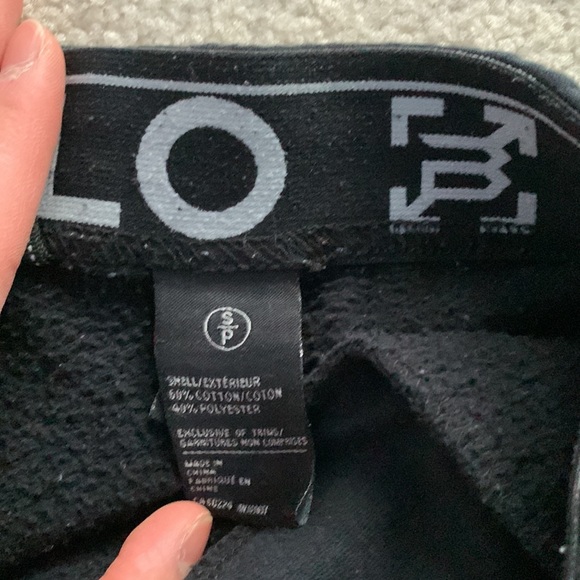 LO
S/P
SHELL/EXTÉRIEUR
60% COTTON/COTON
40% POLYESTER
EXCLUSIVE OF TRIMS/
GARNITURES NON COMPRISES
MADE IN
CHINA
FABRIQUÉ EN
CHINE